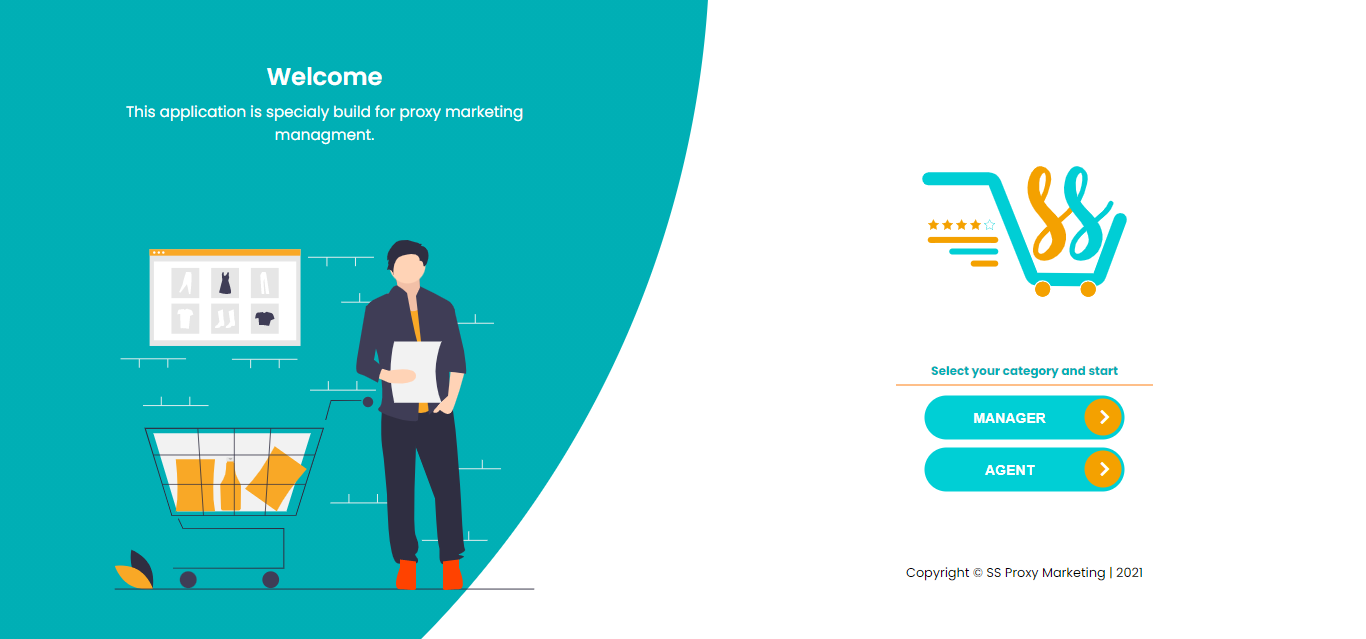 Welcome
This application is specialy build for proxy marketing
managment.
SS
Select your category and start
MANAGER
AGENT
Copyright © SS Proxy Marketing | 2021